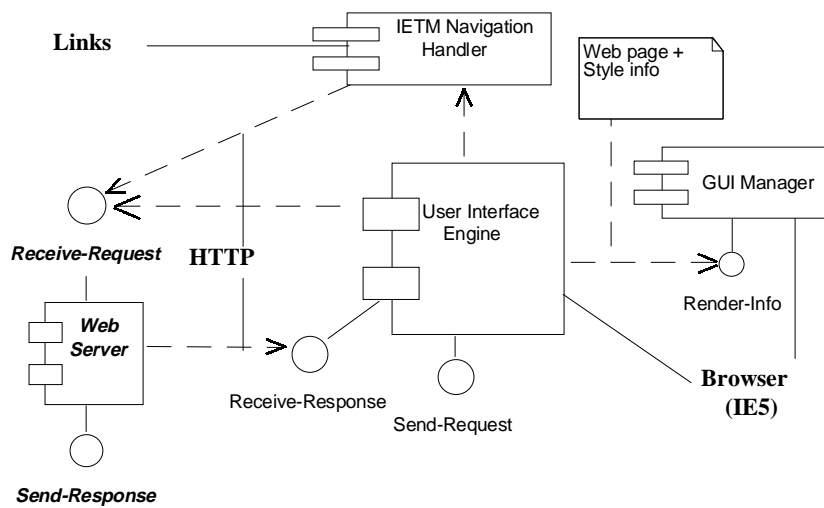 Links
IETM Navigation
Handler
Web page +
Style info
GUI Manager
User Interface
Engine
Receive-Request
HTTP
Render-Info
Web
Server
Receive-Response
Send-Request
Browser
(IE5)
Send-Response